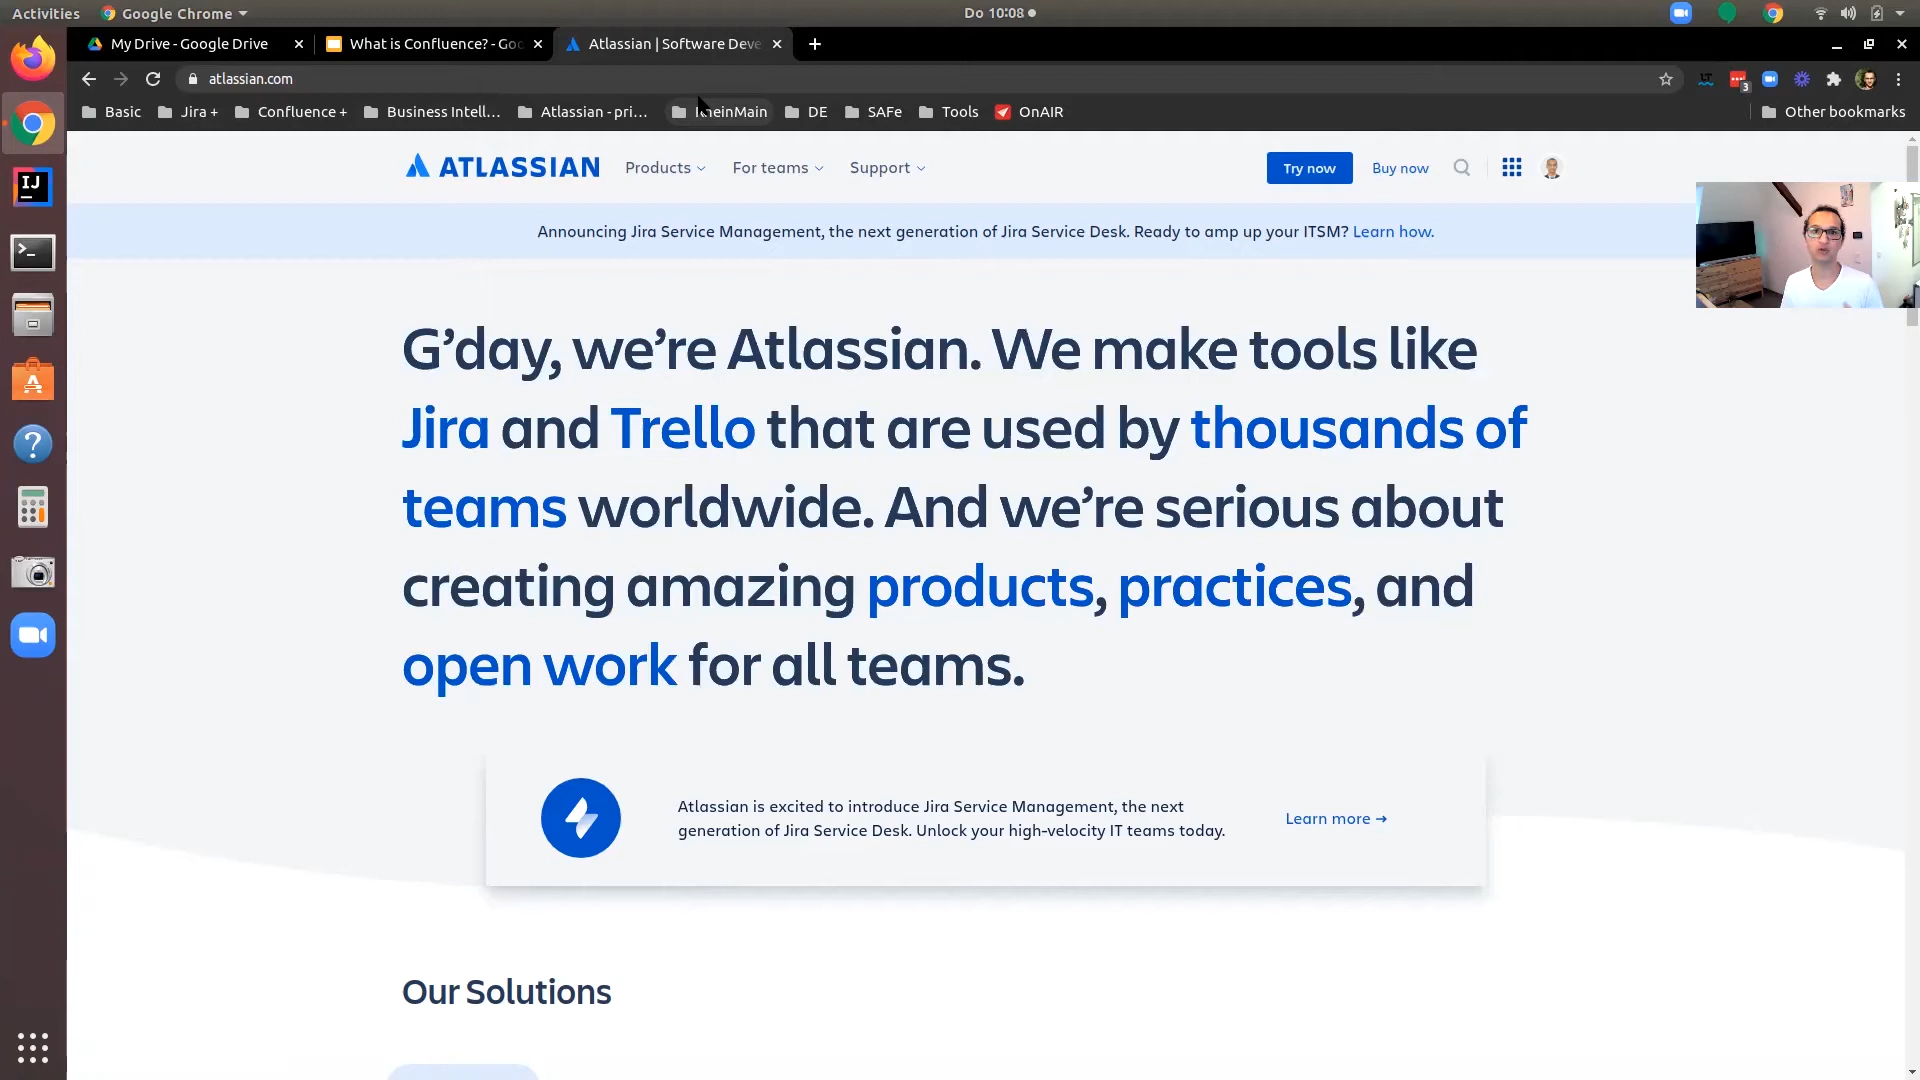 Activities
Google Chrome
Do 10:08
My Drive - Google Drive
What is Confluence? - Goo
Atlassian | Software Deve
atlassian.com
3
Basic
Jira +
Confluence +
Business Intell...
Atlassian - pri...
RheinMain
DE
SAFe
Tools
OnAIR
Other bookmarks
IJ
ATLASSIAN
Products
For teams
Support
Try now
Buy now
Announcing Jira Service Management, the next generation of Jira Service Desk. Ready to amp up your ITSM? Learn how.
G’day, we’re Atlassian. We make tools like
Jira and Trello that are used by thousands of
teams worldwide. And we’re serious about
creating amazing products, practices, and
open work for all teams.
Atlassian is excited to introduce Jira Service Management, the next
generation of Jira Service Desk. Unlock your high-velocity IT teams today.
Learn more →
Our Solutions